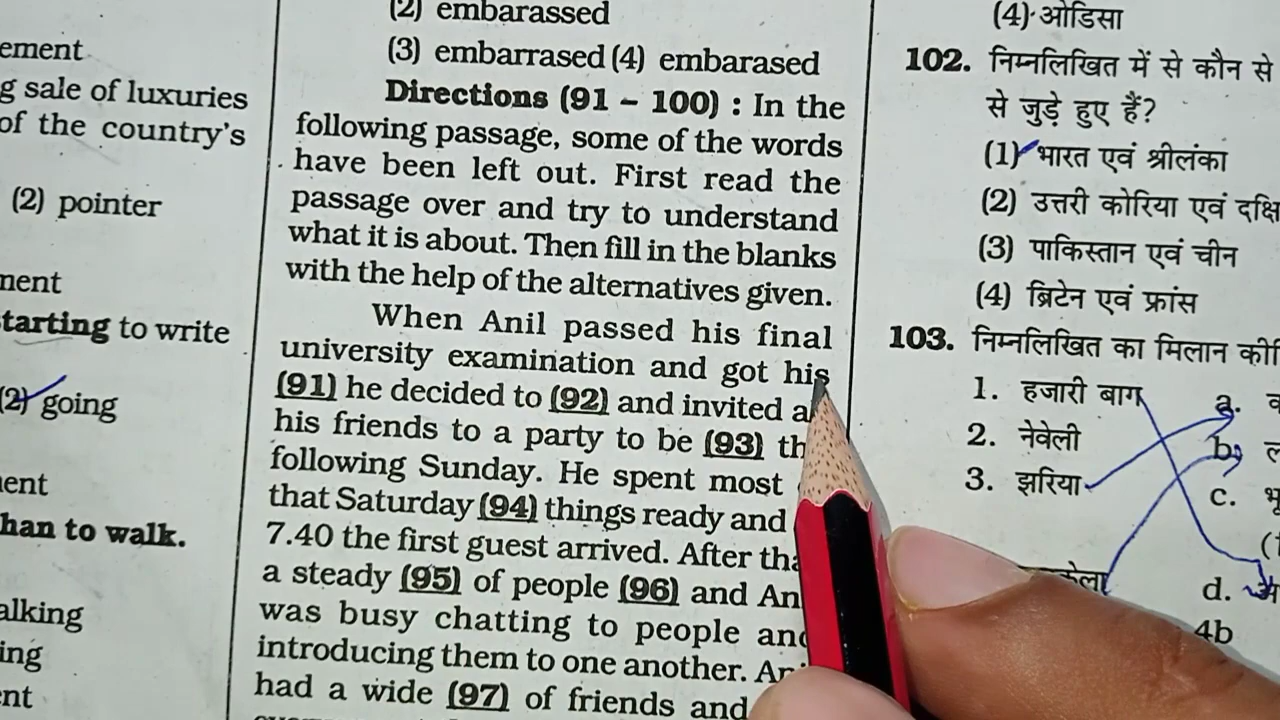 ement
g sale of luxuries
of the country's
(2) pointer
ment
starting to write
(2) going
ent
han to walk.
alking
ing
nt
(2) embarassed
(3) embarrased (4) embarased
Directions (91 – 100) : In the
following passage, some of the words
have been left out. First read the
passage over and try to understand
what it is about. Then fill in the blanks
with the help of the alternatives given.
When Anil passed his final
university examination and got his
(91) he decided to (92) and invited
his friends to a party to be (93)
following Sunday. He spent most
that Saturday (94) things ready and
7.40 the first guest arrived. After
a steady (95) of people (96) and
was busy chatting to people
introducing them to one another.
had a wide (97) of friends and
(4) ओडिसा
102. निम्नलिखित में से कौन से
से जुड़े हुए हैं?
(1) भारत एवं श्रीलंका
(2) उत्तरी कोरिया एवं दक्षि
(3) पाकिस्तान एवं चीन
(4) ब्रिटेन एवं फ्रांस
103. निम्नलिखित का मिलान की
1. हजारी बाग a.
2. नेवेली b.
3. झरिया c.
d.
4b